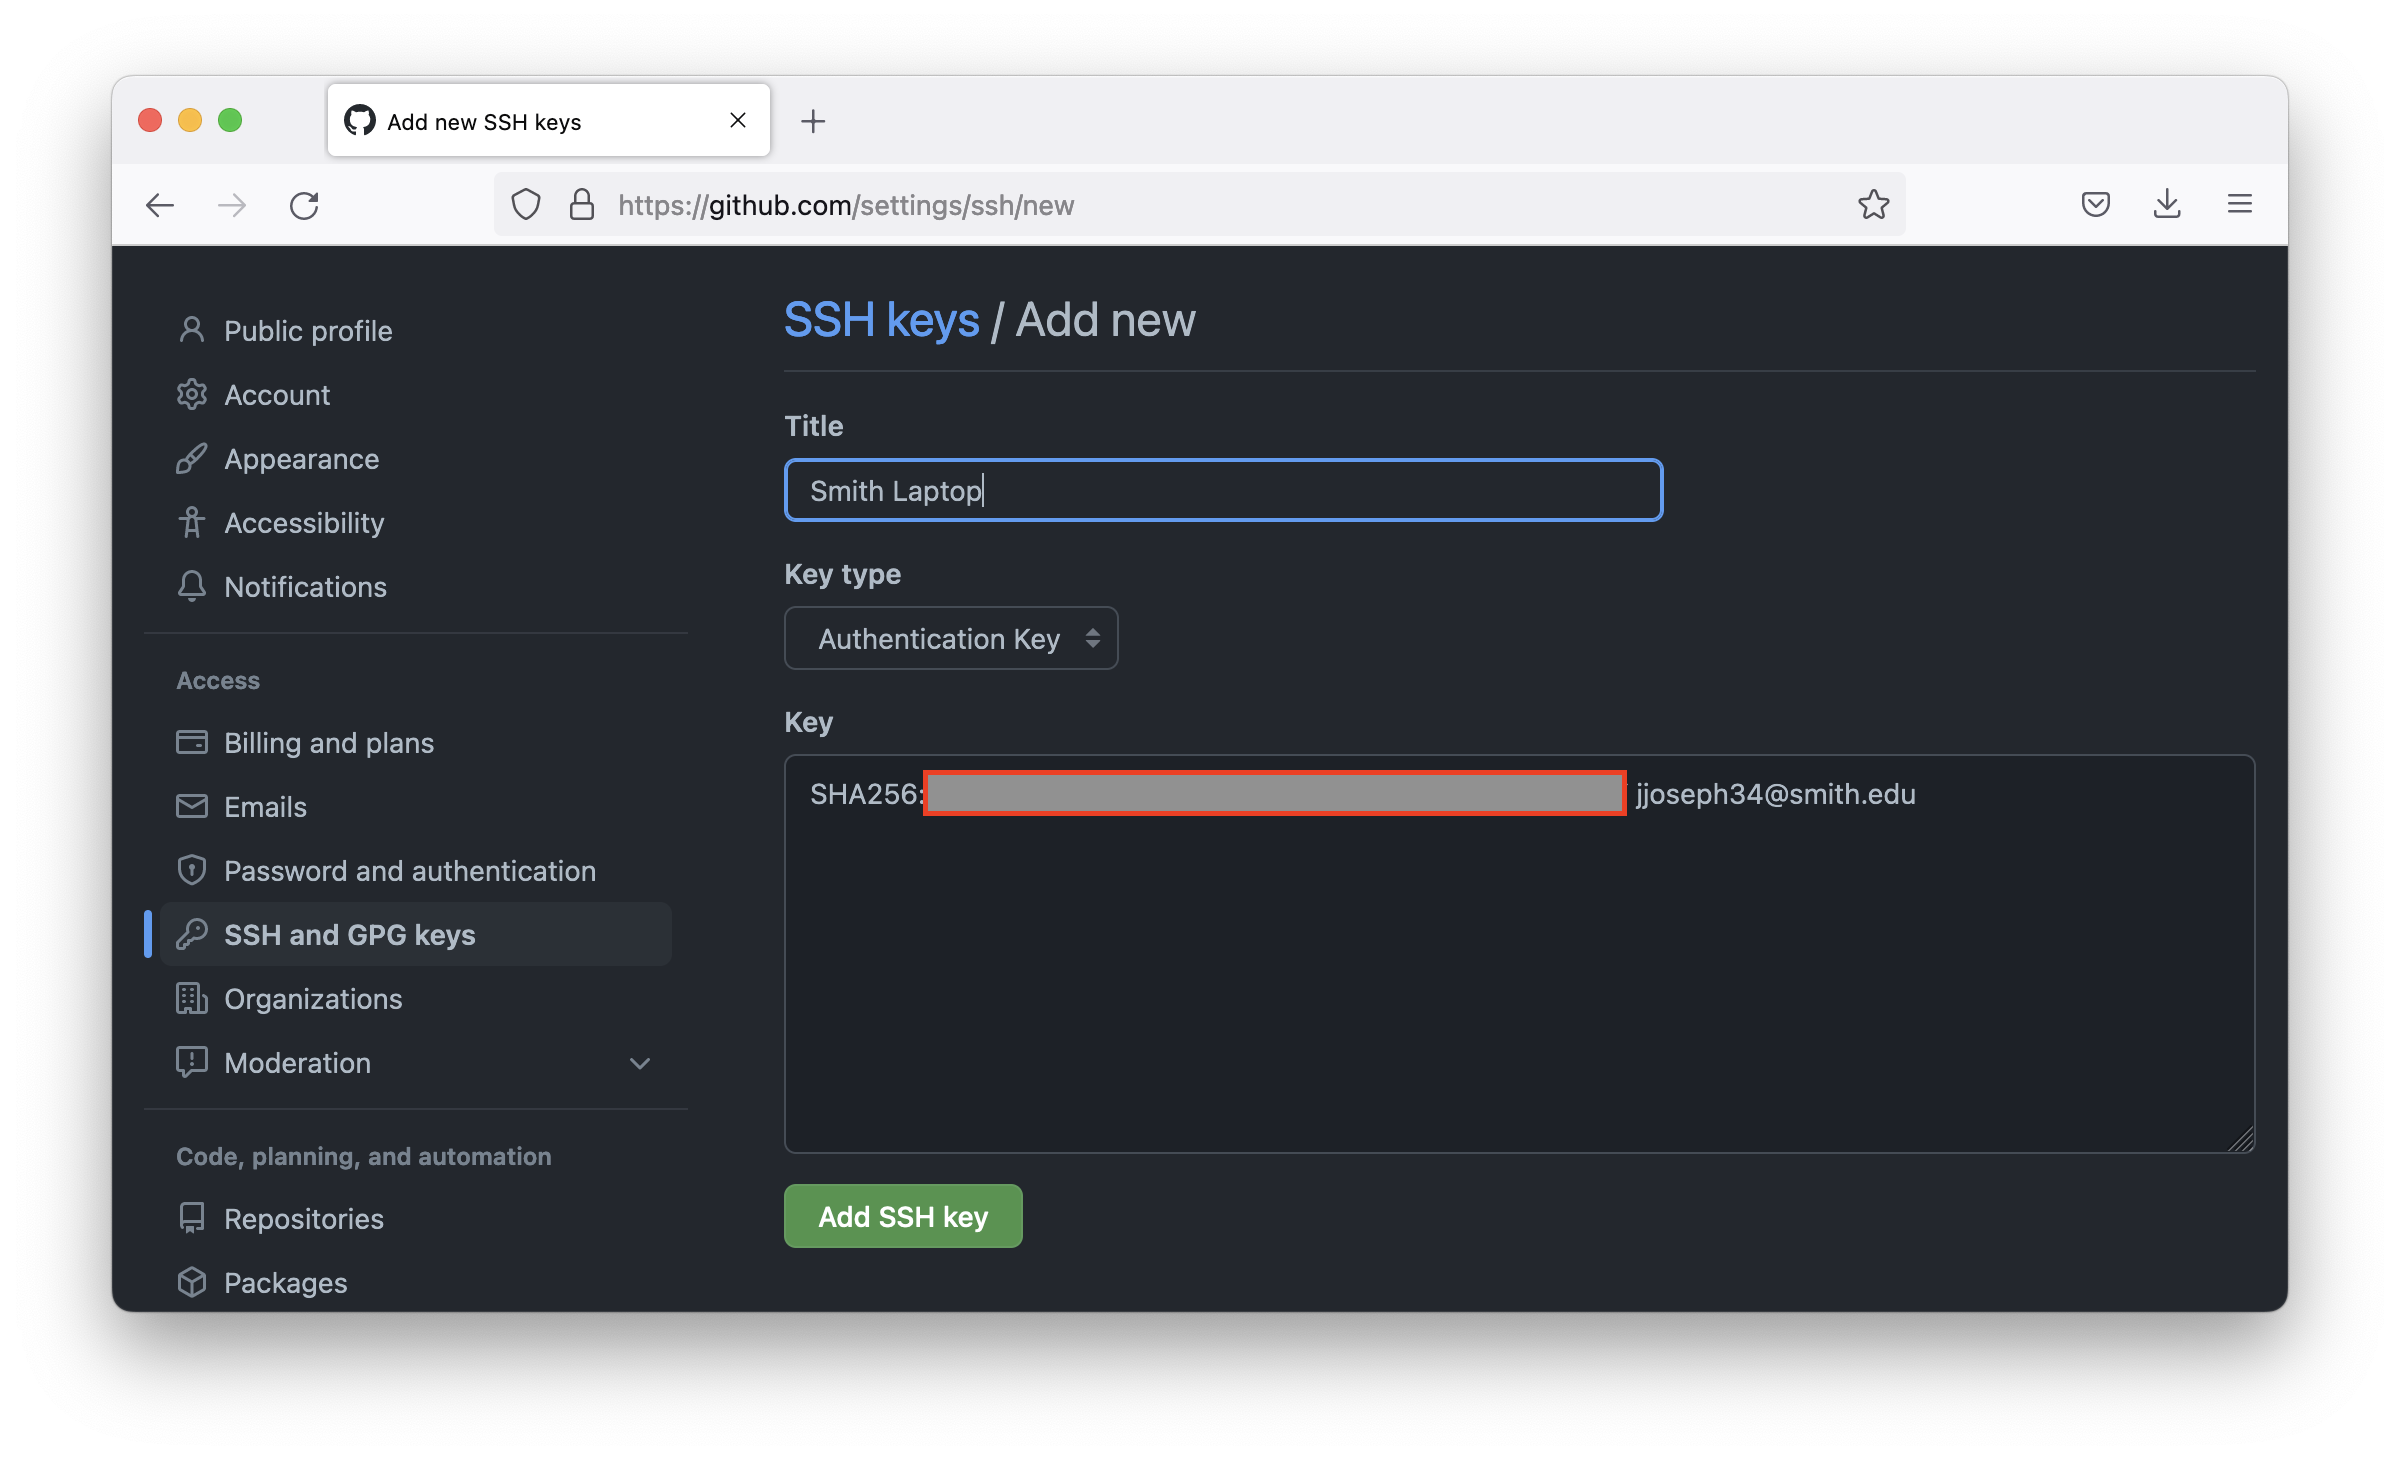 Add new SSH keys
https://github.com/settings/ssh/new
Public profile
Account
Appearance
Accessibility
Notifications
Access
Billing and plans
Emails
Password and authentication
SSH and GPG keys
Organizations
Moderation
Code, planning, and automation
Repositories
Packages
SSH keys / Add new
Title
Smith Laptop
Key type
Authentication Key
Key
SHA256: jjoseph34@smith.edu
Add SSH key